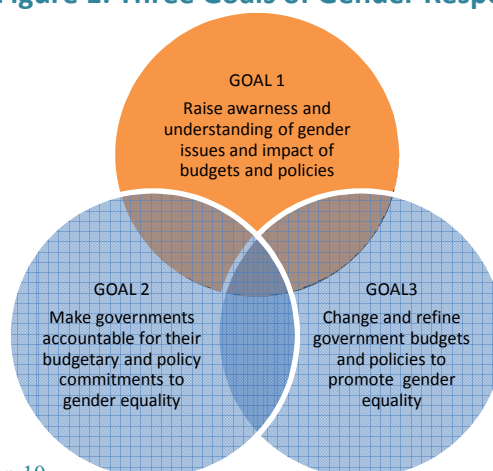 Figure 2. Three Goals of Gender Respo
GOAL 1
Raise awarness and
understanding of gender
issues and impact of
budgets and policies
GOAL 2
Make governments
accountable for their
budgetary and policy
commitments to
gender equality
GOAL3
Change and refine
government budgets
and policies to
promote gender
equality
10